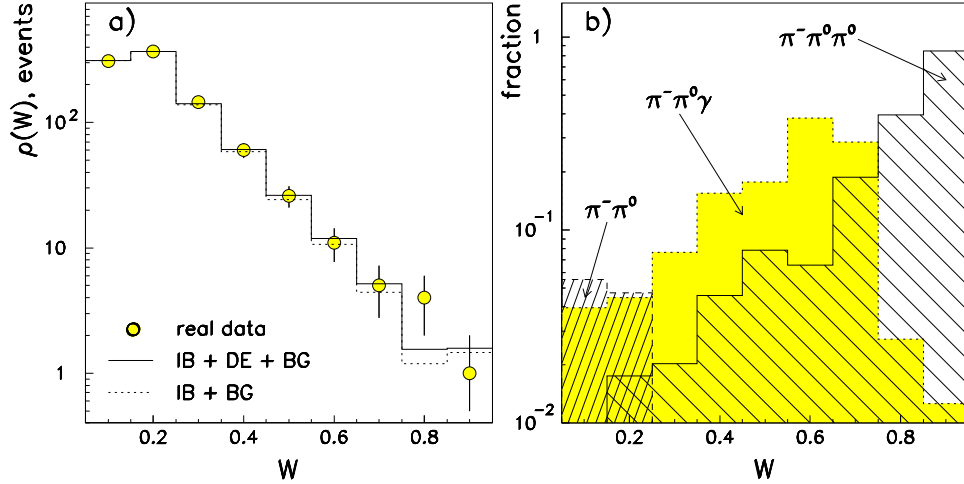 a)
ρ(W), events
10²
10
1
real data
IB + DE + BG
IB + BG
0.2 0.4 0.6 0.8
W
b)
fraction
1
10⁻¹
10⁻²
π⁻π⁰π⁰
π⁻π⁰γ
π⁻π⁰
0.2 0.4 0.6 0.8
W